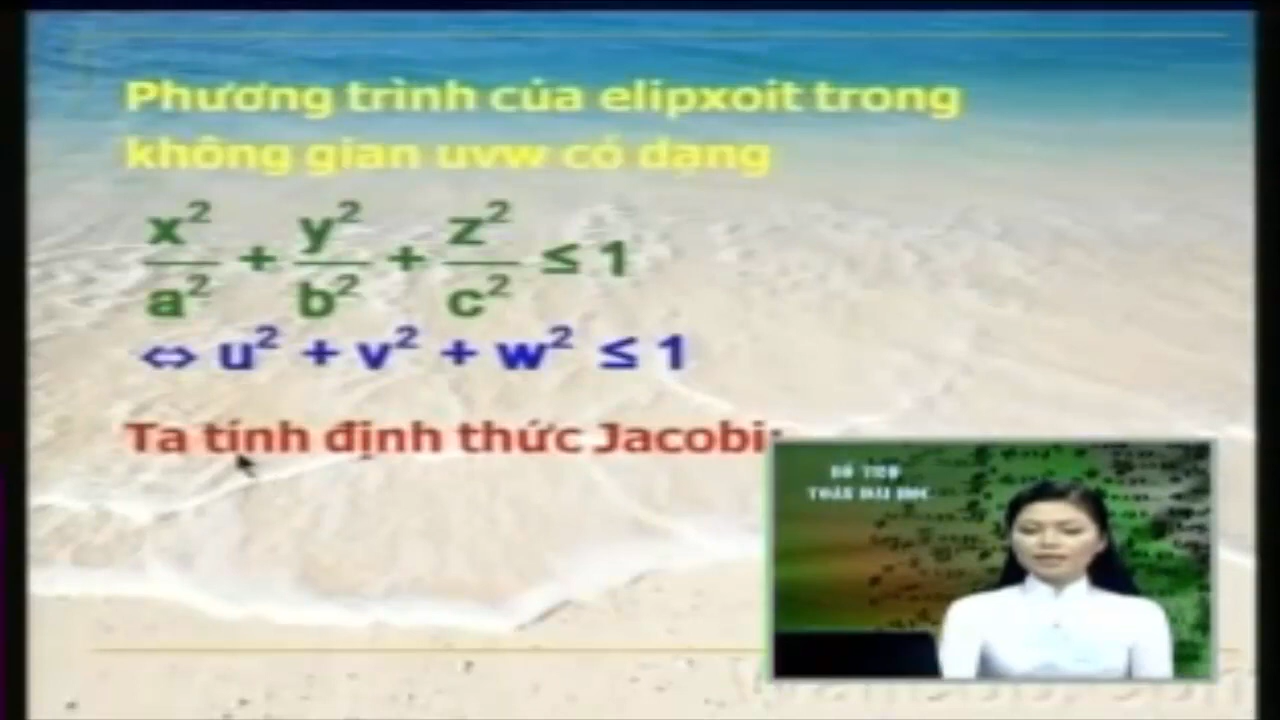 Phương trình của elipxoit trong
không gian uvw có dạng
x²/a² + y²/b² + z²/c² ≤ 1
⇔ u² + v² + w² ≤ 1
Ta tính định thức Jacobi: